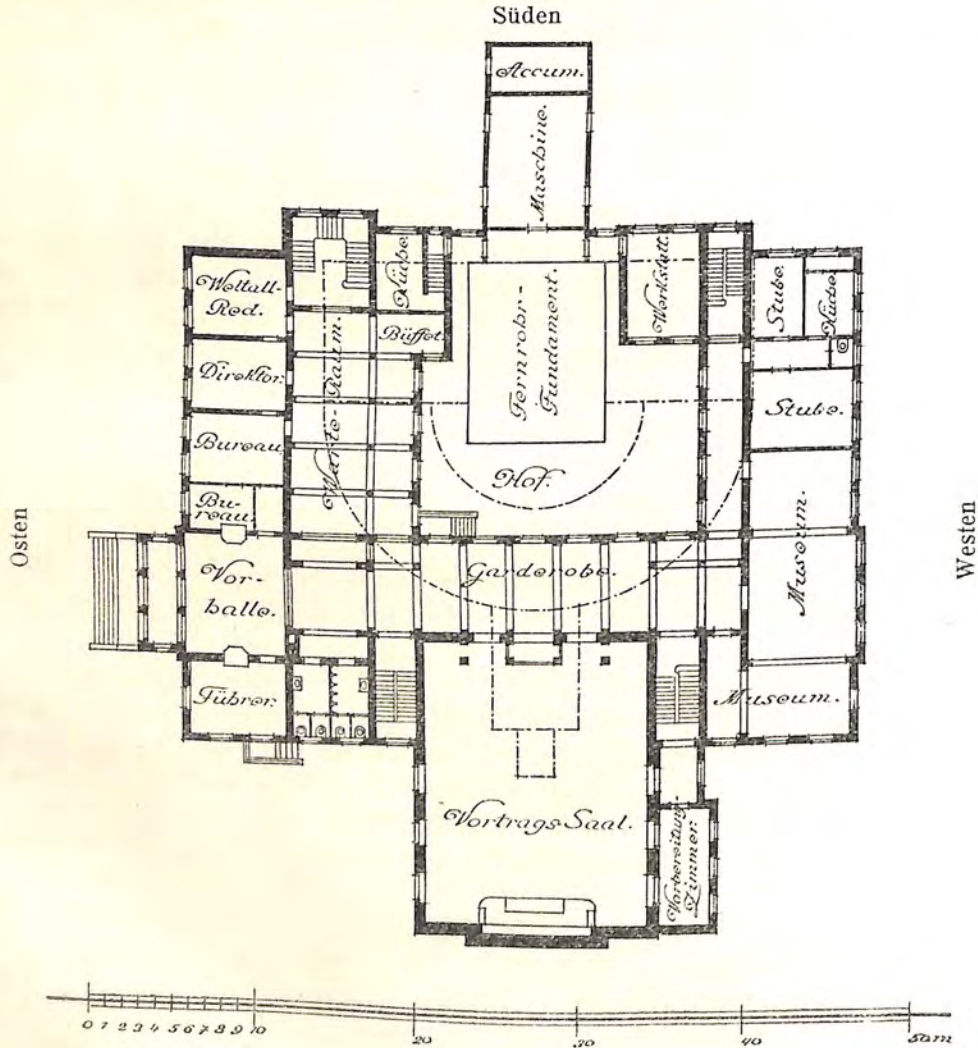 Süden
Accum.
Maschine.
Küche.
Werkstatt.
Weltall-
Red.
Stube.
Küche.
Büffet.
Fernrohr-
Fundament.
Warte-Raum.
Direktor.
Stube.
Bureau
Hof.
Bu-
reau.
Osten
Westen
Museum.
Garderobe.
Vor-
halle.
Führer.
Museum.
Vortrags-Saal.
Vorbereitung-
Zimmer.
0 1 2 3 4 5 6 7 8 9 10
20
30
40
50m